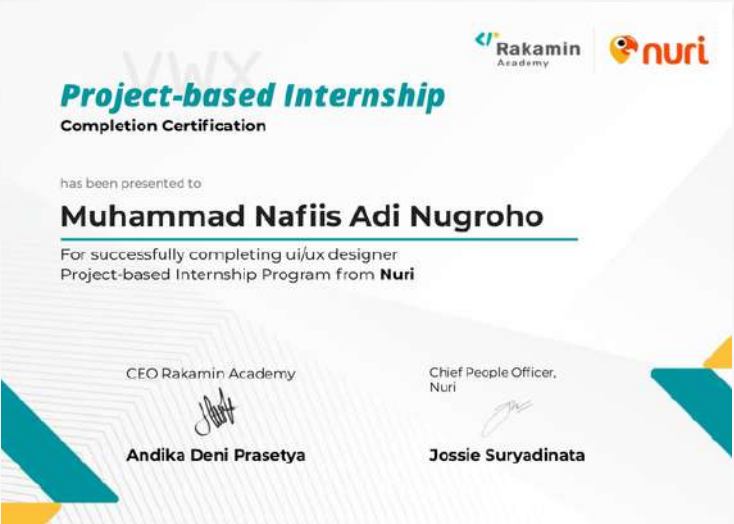 VWX
</> Rakamin
Academy
nuri
Project-based Internship
Completion Certification
has been presented to
Muhammad Nafiis Adi Nugroho
For successfully completing ui/ux designer
Project-based Internship Program from Nuri
CEO Rakamin Academy
Andika Deni Prasetya
Chief People Officer,
Nuri
Jossie Suryadinata